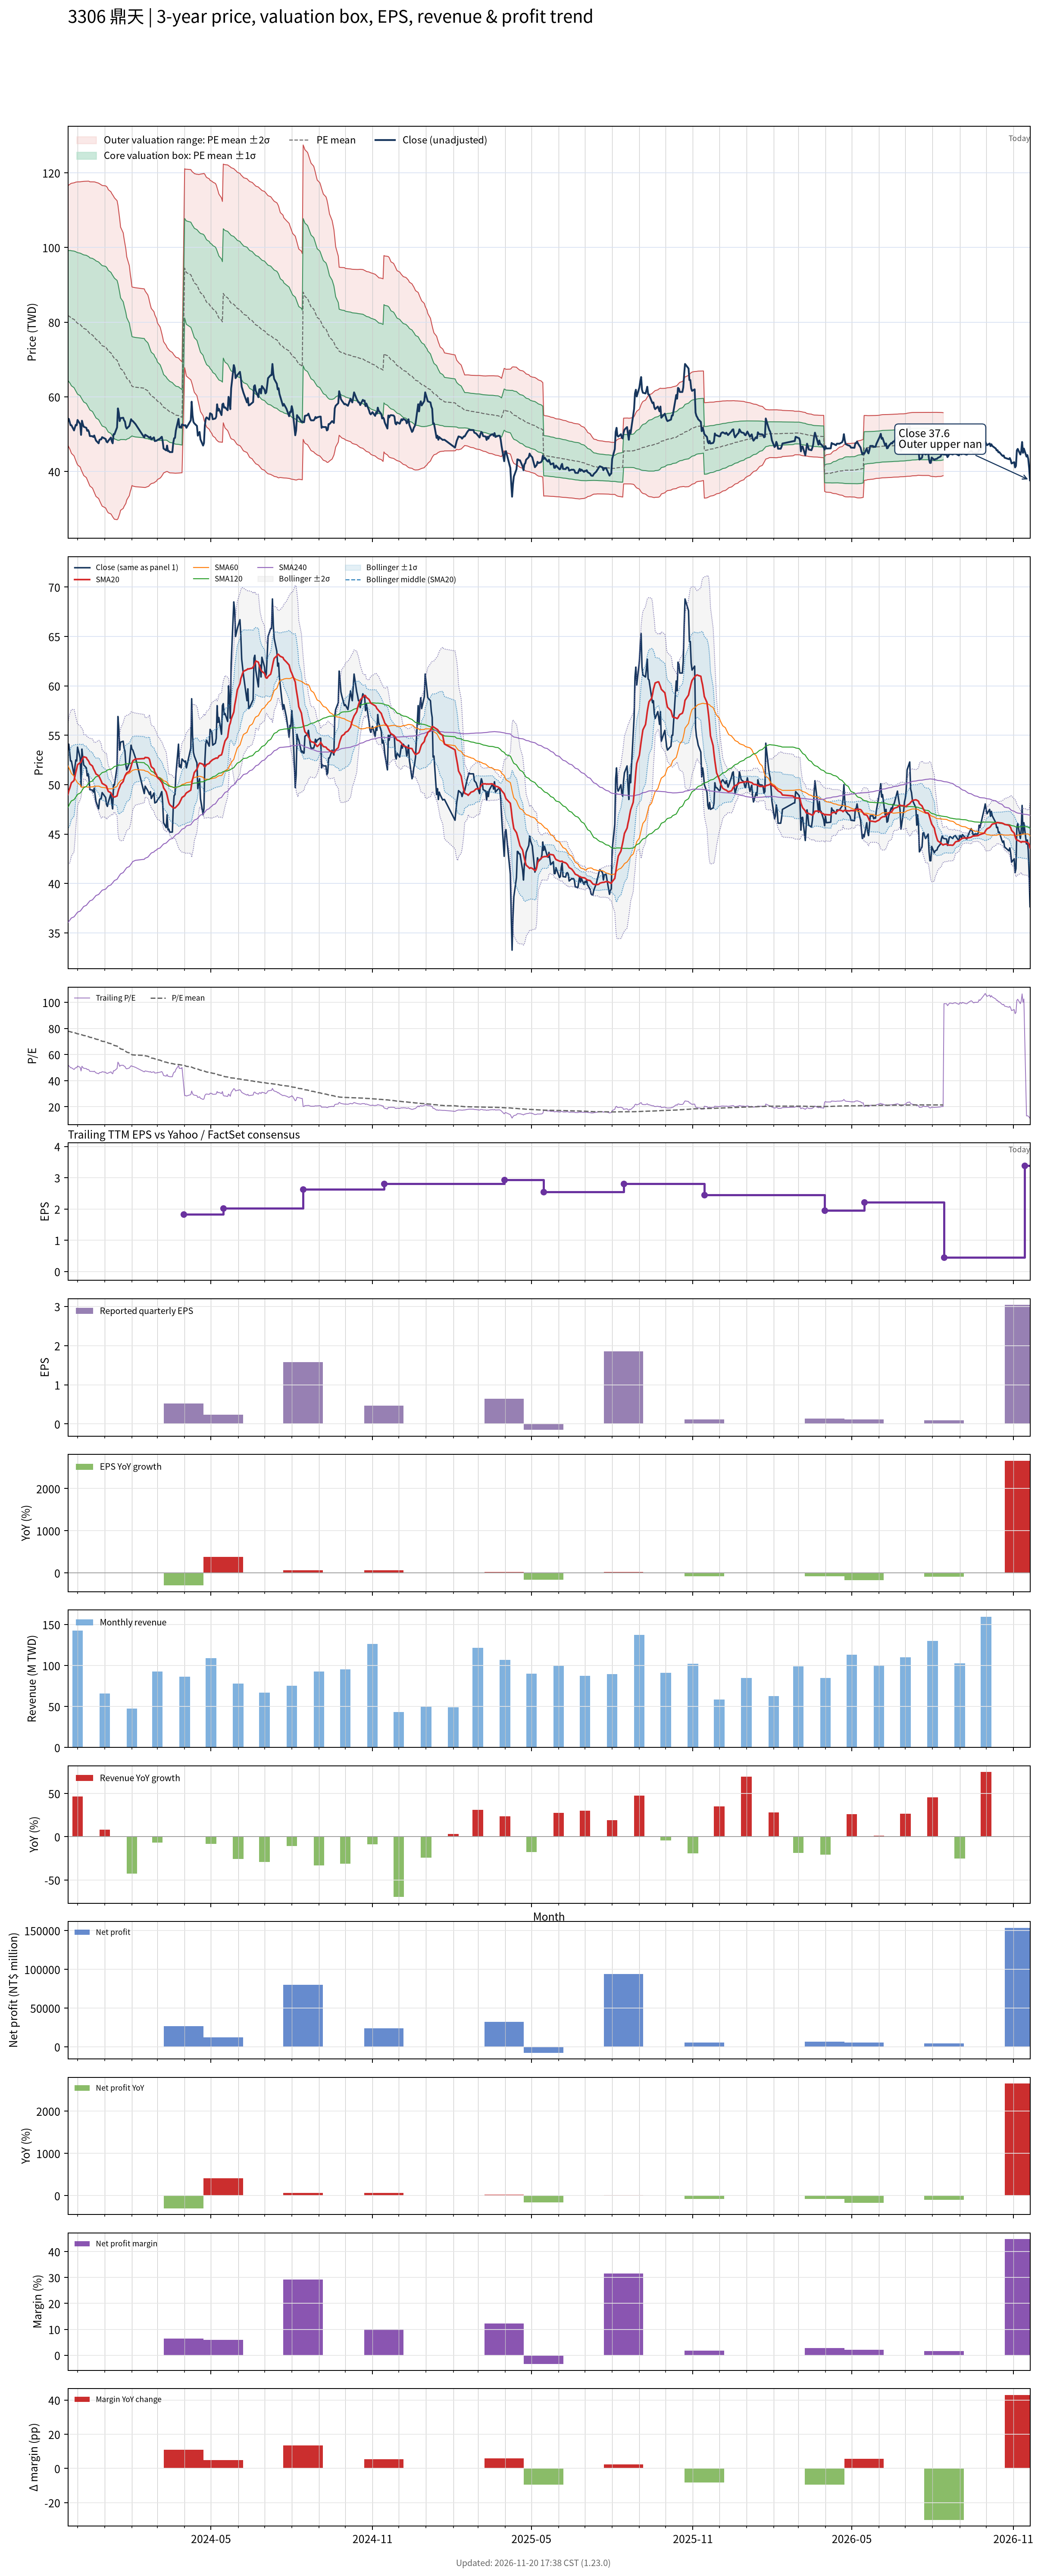 3306 鼎天 | 3-year price, valuation box, EPS, revenue & profit trend
Outer valuation range: PE mean ±2σ
PE mean
Close (unadjusted)
Core valuation box: PE mean ±1σ
Today
120
100
80
60
40
Price (TWD)
Close 37.6
Outer upper nan
Close (same as panel 1)
SMA20
SMA60
SMA120
SMA240
Bollinger ±2σ
Bollinger ±1σ
Bollinger middle (SMA20)
70
65
60
55
50
45
40
35
Price
Trailing P/E
P/E mean
100
80
60
40
20
P/E
Trailing TTM EPS vs Yahoo / FactSet consensus
Today
4
3
2
1
0
EPS
Reported quarterly EPS
3
2
1
0
EPS
EPS YoY growth
2000
1000
0
YoY (%)
Monthly revenue
150
100
50
0
Revenue (M TWD)
Revenue YoY growth
50
0
-50
YoY (%)
Month
Net profit
150000
100000
50000
0
Net profit (NT$ million)
Net profit YoY
2000
1000
0
YoY (%)
Net profit margin
40
30
20
10
0
Margin (%)
Margin YoY change
40
20
0
-20
Δ margin (pp)
2024-05
2024-11
2025-05
2025-11
2026-05
2026-11
Updated: 2026-11-20 17:38 CST (1.23.0)